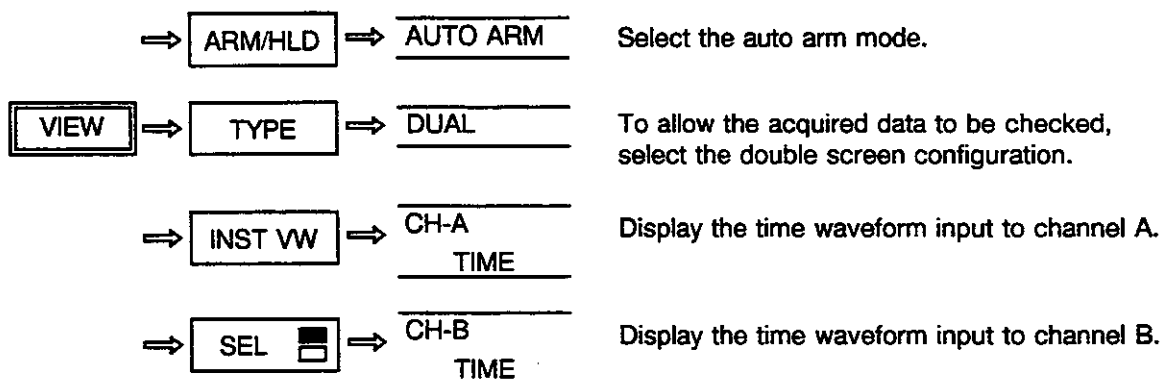 ARM/HLD AUTO ARM Select the auto arm mode.
VIEW TYPE DUAL To allow the acquired data to be checked,
select the double screen configuration.
INST VW CH-A Display the time waveform input to channel A.
TIME
SEL CH-B Display the time waveform input to channel B.
TIME